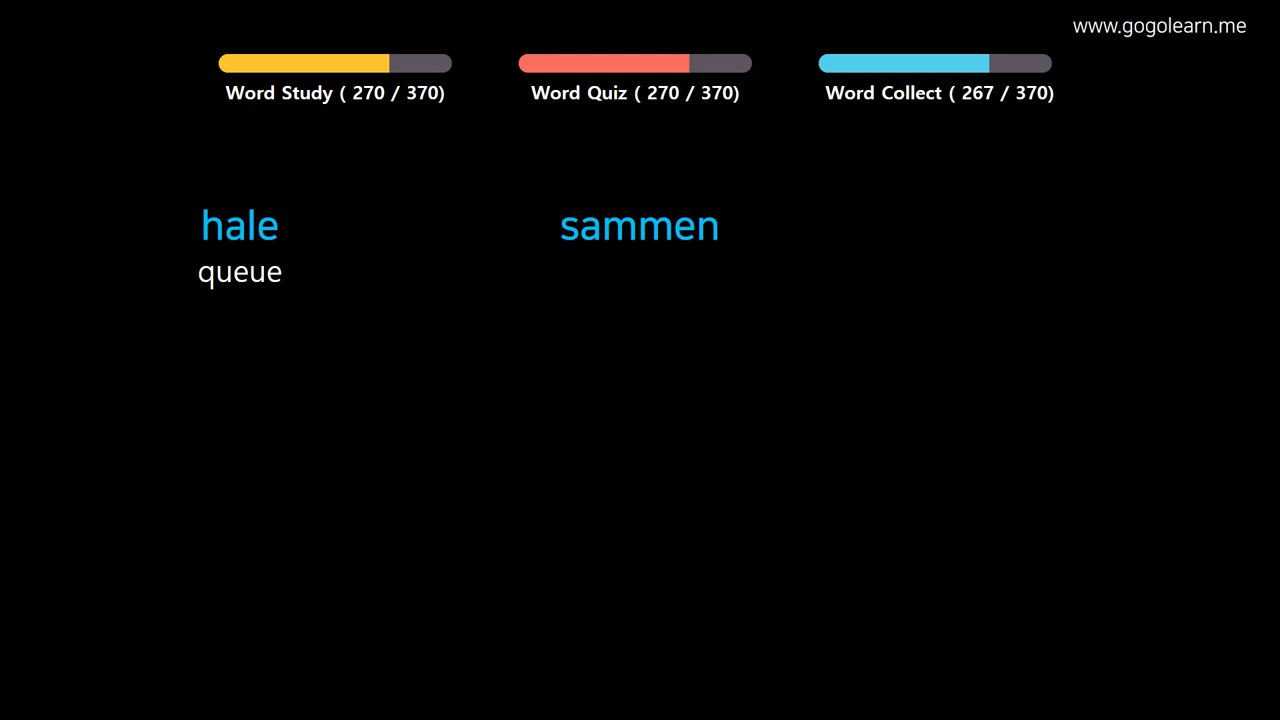 www.gogolearn.me
Word Study ( 270 / 370)
Word Quiz ( 270 / 370)
Word Collect ( 267 / 370)
hale
sammen
queue